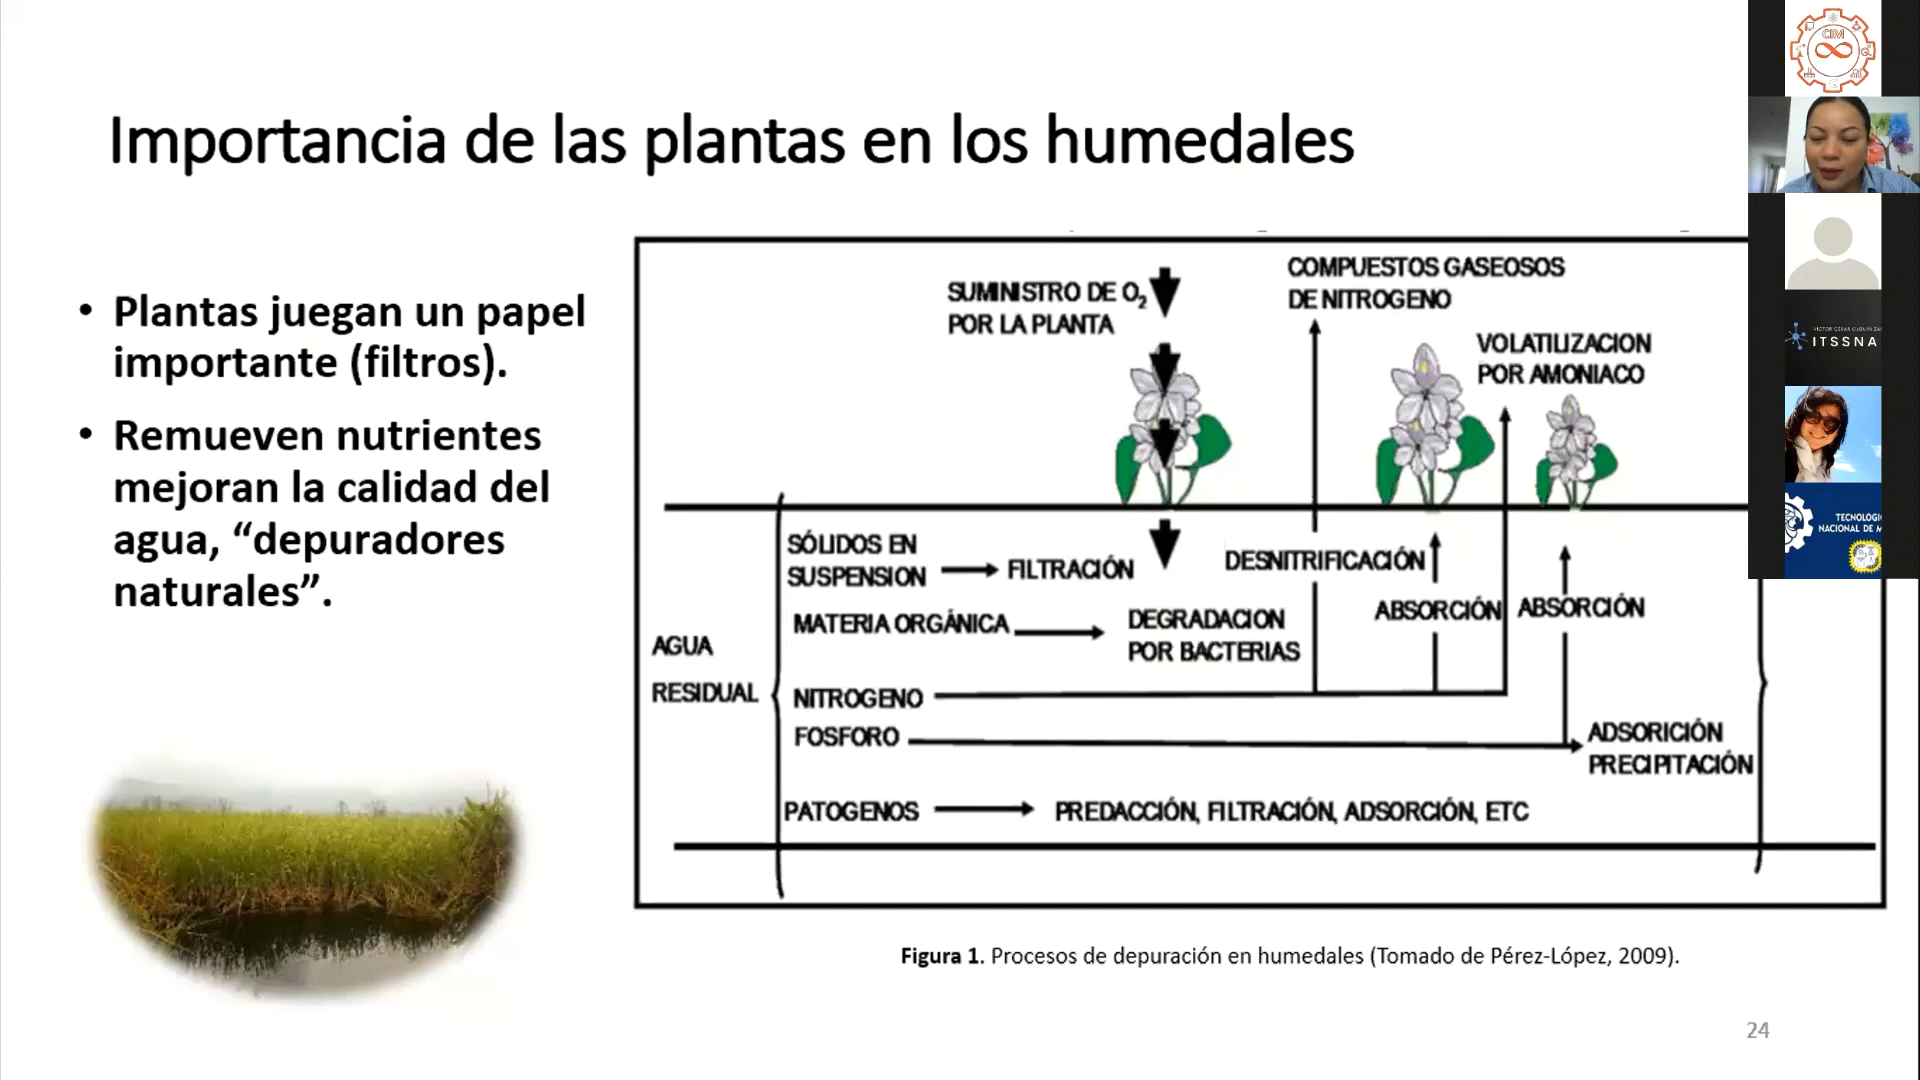 Importancia de las plantas en los humedales
• Plantas juegan un papel
importante (filtros).
• Remueven nutrientes
mejoran la calidad del
agua, “depuradores
naturales”.
SUMINISTRO DE O₂
POR LA PLANTA
COMPUESTOS GASEOSOS
DE NITROGENO
VOLATILIZACION
POR AMONIACO
SÓLIDOS EN
SUSPENSION
FILTRACIÓN
DESNITRIFICACIÓN
MATERIA ORGÁNICA
DEGRADACION
POR BACTERIAS
ABSORCIÓN
ABSORCIÓN
AGUA
RESIDUAL
NITROGENO
FOSFORO
ADSORICIÓN
PRECIPITACIÓN
PATOGENOS
PREDACCIÓN, FILTRACIÓN, ADSORCIÓN, ETC
Figura 1. Procesos de depuración en humedales (Tomado de Pérez-López, 2009).
24
CIM
ITSSNA
TECNOLÓGI
NACIONAL DE M